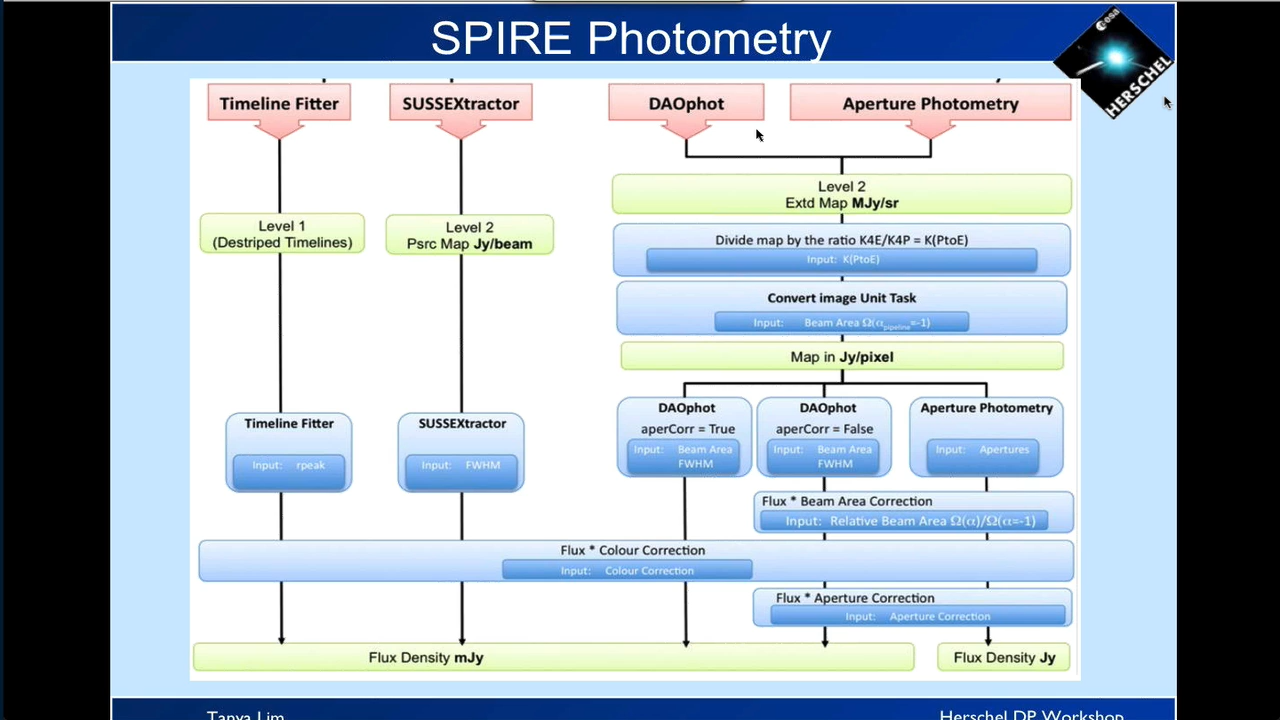 SPIRE Photometry
esa
HERSCHEL
Timeline Fitter
SUSSEXtractor
DAOphot
Aperture Photometry
Level 2
Extd Map MJy/sr
Level 1
(Destriped Timelines)
Level 2
Psrc Map Jy/beam
Divide map by the ratio K4E/K4P = K(PtoE)
Input: K(PtoE)
Convert image Unit Task
Input: Beam Area Ω(αpipeline=-1)
Map in Jy/pixel
Timeline Fitter
Input: rpeak
SUSSEXtractor
Input: FWHM
DAOphot
aperCorr = True
Input: Beam Area
FWHM
DAOphot
aperCorr = False
Input: Beam Area
FWHM
Aperture Photometry
Input: Apertures
Flux * Beam Area Correction
Input: Relative Beam Area Ω(α)/Ω(α=-1)
Flux * Colour Correction
Input: Colour Correction
Flux * Aperture Correction
Input: Aperture Correction
Flux Density mJy
Flux Density Jy
Tanya Lim
Herschel DP Workshop